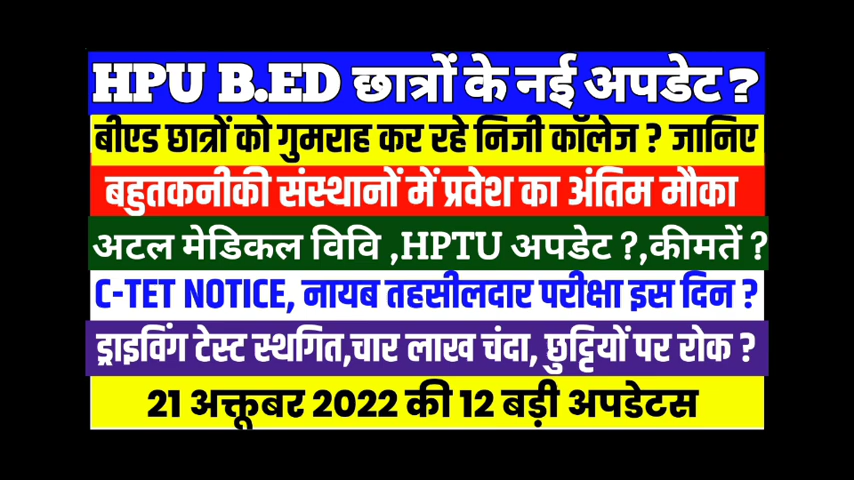 HPU B.ED छात्रों के नई अपडेट?
बीएड छात्रों को गुमराह कर रहे निजी कॉलेज ? जानिए
बहुतकनीकी संस्थानों में प्रवेश का अंतिम मौका
अटल मेडिकल विवि ,HPTU अपडेट ?,कीमतें ?
C-TET NOTICE, नायब तहसीलदार परीक्षा इस दिन ?
ड्राइविंग टेस्ट स्थगित,चार लाख चंदा, छुट्टियों पर रोक ?
21 अक्तूबर 2022 की 12 बड़ी अपडेटस